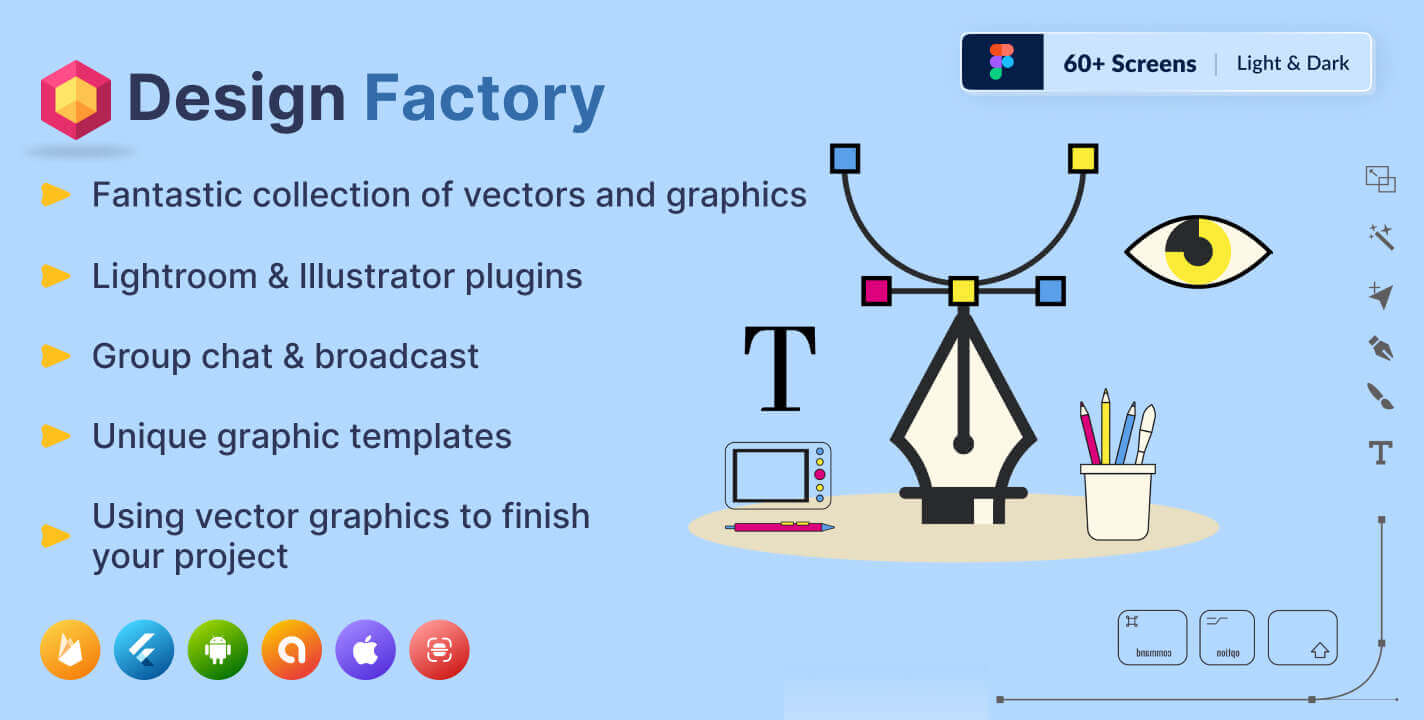 Design Factory
60+ Screens | Light & Dark
Fantastic collection of vectors and graphics
Lightroom & Illustrator plugins
Group chat & broadcast
Unique graphic templates
Using vector graphics to finish
your project
T
T
command
option